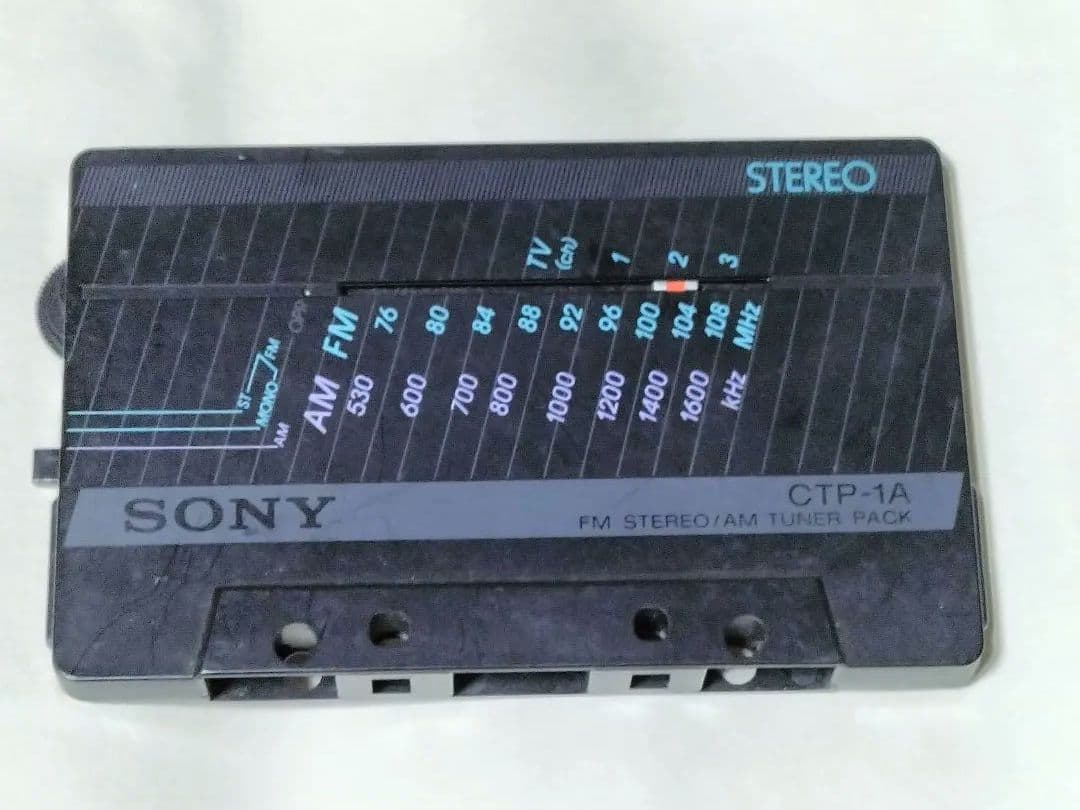 STEREO
TV (ch) 1 2 3
FM 76 80 84 88 92 96 100 104 108 MHz
AM 530 600 700 800 1000 1200 1400 1600 kHz
ST
MONO
FM
AM
SONY
CTP-1A
FM STEREO/AM TUNER PACK